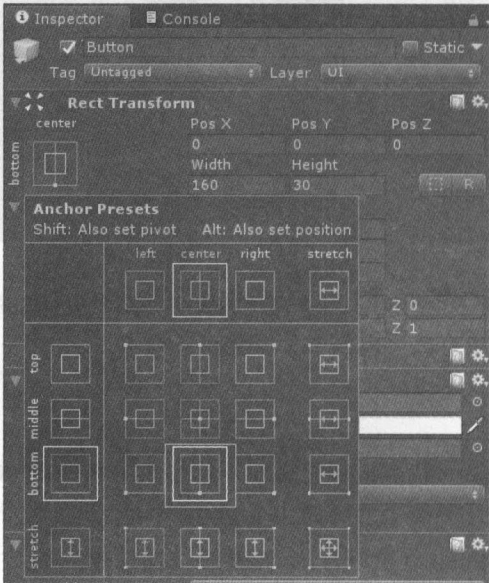 Inspector Console
Button Static
Tag Untagged Layer UI
Rect Transform
center Pos X Pos Y Pos Z
bottom
0 0 0
Width Height
160 30 R
Anchor Presets
Shift: Also set pivot Alt: Also set position
left center right stretch
Z 0
Z 1
top
middle
bottom
stretch